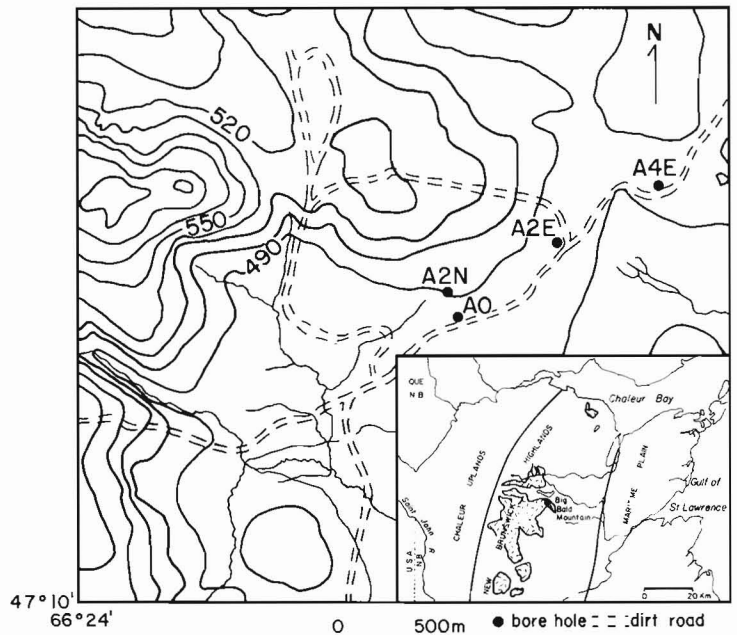 N
520
A4E
550
A2E
490
A2N
AO
QUE
N B
Chaleur Bay
CHALEUR UPLANDS
HIGHLANDS
MARITIME PLAIN
Gulf of
St Lawrence
Big
Bald
Mountain
BRUNSWICK
NEW
Saint John R
U.S.A.
N B
0 20 Km
47°10'
66°24'
0 500m ● bore hole = = = dirt road